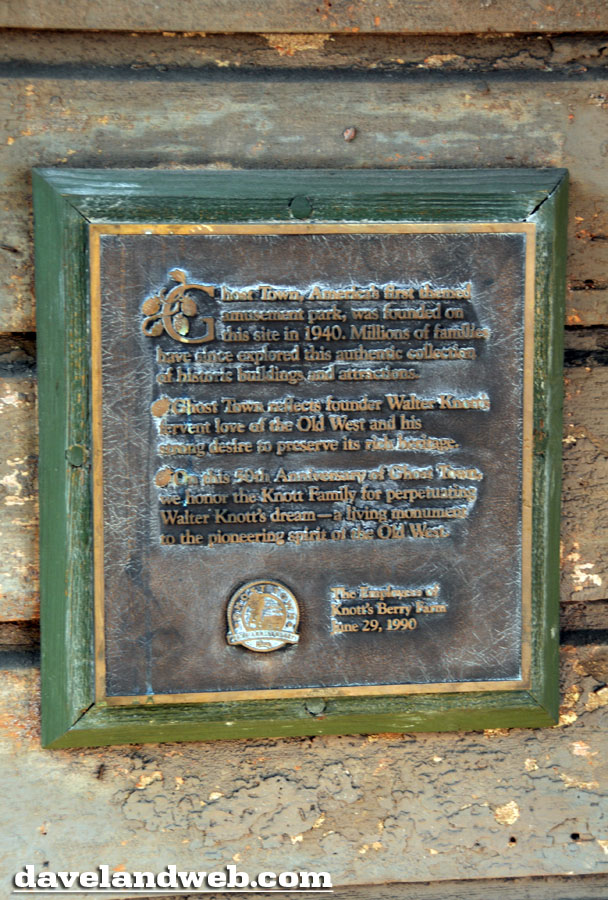 Ghost Town, America's first themed
amusement park, was founded on
this site in 1940. Millions of families
have since explored this authentic collection
of historic buildings and attractions.
Ghost Town reflects founder Walter Knott's
fervent love of the Old West and his
strong desire to preserve its rich heritage.
On this 50th Anniversary of Ghost Town,
we honor the Knott Family for perpetuating
Walter Knott's dream—a living monument
to the pioneering spirit of the Old West.
The Employees of
Knott's Berry Farm
June 29, 1990
davelandweb.com